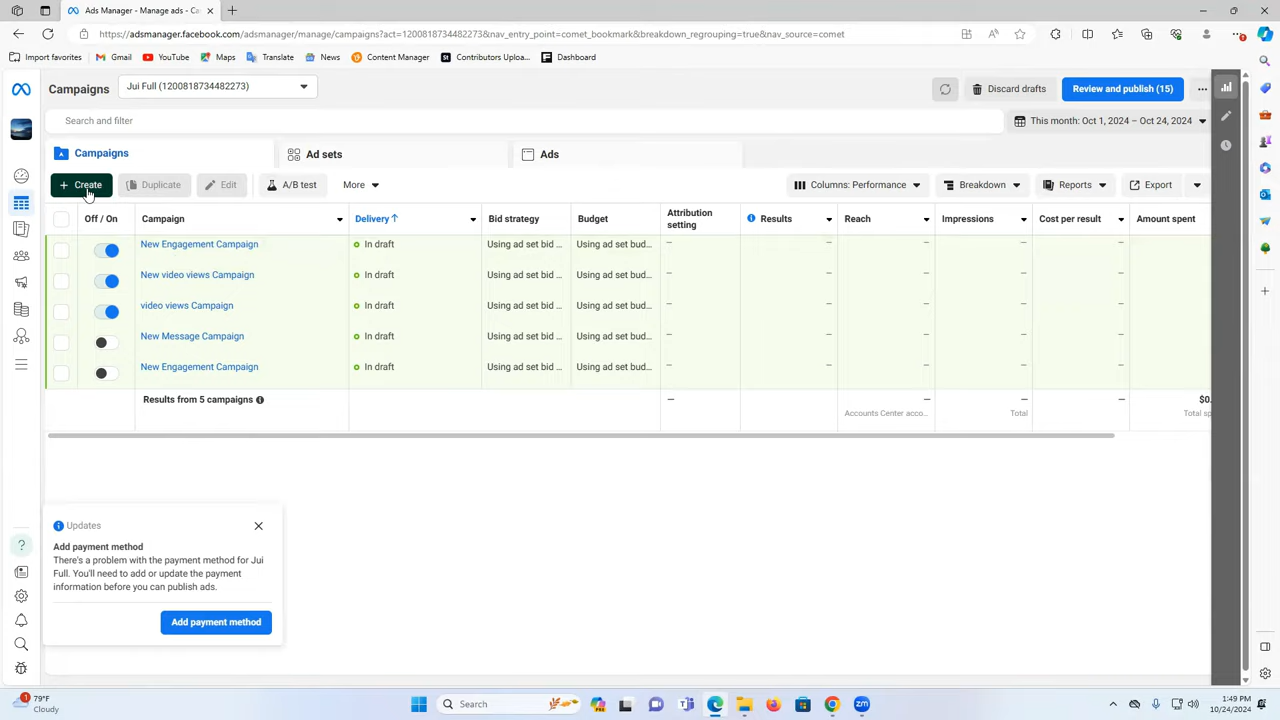 Ads Manager - Manage ads - Ca
https://adsmanager.facebook.com/adsmanager/manage/campaigns?act=1200818734482273&nav_entry_point=comet_bookmark&breakdown_regrouping=true&nav_source=comet
Import favorites Gmail YouTube Maps Translate News Content Manager Contributors Uploa... Dashboard
Campaigns Jui Full (1200818734482273) Discard drafts Review and publish (15)
Search and filter This month: Oct 1, 2024 – Oct 24, 2024
Campaigns Ad sets Ads
+ Create Duplicate Edit A/B test More Columns: Performance Breakdown Reports Export
Off / On Campaign Delivery ↑ Bid strategy Budget Attribution setting Results Reach Impressions Cost per result Amount spent
New Engagement Campaign In draft Using ad set bid ... Using ad set bud... — — — — —
New video views Campaign In draft Using ad set bid ... Using ad set bud... — — — — —
video views Campaign In draft Using ad set bid ... Using ad set bud... — — — — —
New Message Campaign In draft Using ad set bid ... Using ad set bud... — — — — —
New Engagement Campaign In draft Using ad set bid ... Using ad set bud... — — — — —
Results from 5 campaigns — — — — $0.
Accounts Center acco... Total Total sp
Updates
Add payment method
There's a problem with the payment method for Jui
Full. You'll need to add or update the payment
information before you can publish ads.
Add payment method
1 79°F
Cloudy
Search
zm
1:49 PM
10/24/2024